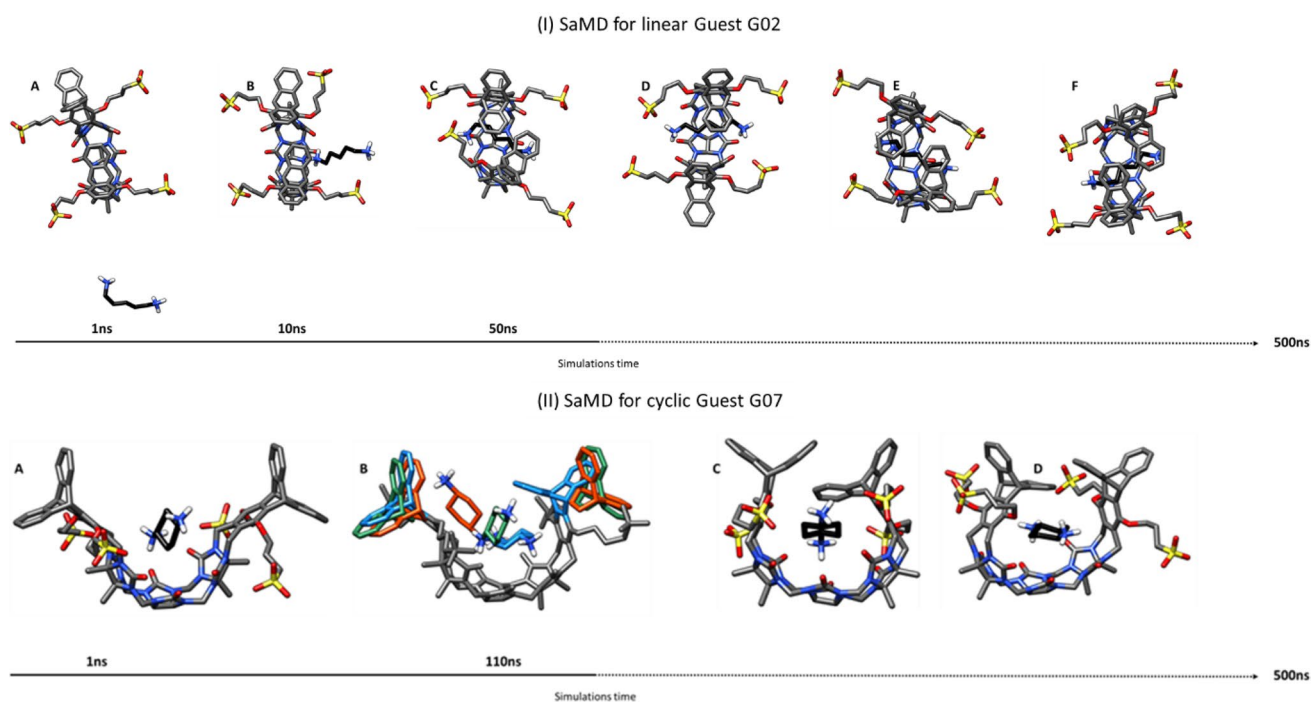 (I) SaMD for linear Guest G02
A
B
C
D
E
F
1ns
10ns
50ns
500ns
Simulations time
(II) SaMD for cyclic Guest G07
A
B
C
D
1ns
110ns
500ns
Simulations time